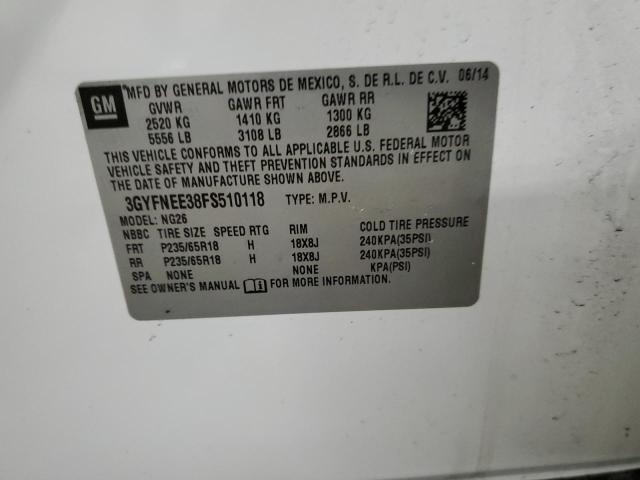 GM
*MFD BY GENERAL MOTORS DE MEXICO, S. DE R.L. DE C.V. 06/14
GVWR GAWR FRT GAWR RR
2520 KG 1410 KG 1300 KG
5556 LB 3108 LB 2866 LB
THIS VEHICLE CONFORMS TO ALL APPLICABLE U.S. FEDERAL MOTOR
VEHICLE SAFETY AND THEFT PREVENTION STANDARDS IN EFFECT ON
THE DATE OF MANUFACTURE SHOWN ABOVE.
3GYFNEE38FS510118 TYPE: M.P.V.
MODEL: NG26
NBBC TIRE SIZE SPEED RTG RIM COLD TIRE PRESSURE
FRT P235/65R18 H 18X8J 240KPA(35PSI)
RR P235/65R18 H 18X8J 240KPA(35PSI)
SPA NONE NONE KPA(PSI)
SEE OWNER'S MANUAL FOR MORE INFORMATION.